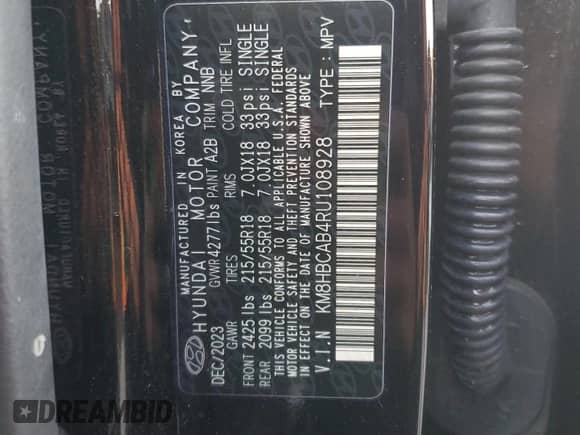 MANUFACTURED IN KOREA BY
HYUNDAI MOTOR COMPANY
DEC/2023 GVWR 4277 lbs PAINT A2B TRIM NNB
GAWR TIRES RIMS COLD TIRE INFL
FRONT 2425 lbs 215/55R18 7.0JX18 33psi SINGLE
REAR 2099 lbs 215/55R18 7.0JX18 33psi SINGLE
THIS VEHICLE CONFORMS TO ALL APPLICABLE U.S.A. FEDERAL
MOTOR VEHICLE SAFETY AND THEFT PREVENTION STANDARDS
IN EFFECT ON THE DATE OF MANUFACTURE SHOWN ABOVE
V.I.N KM8HBCAB4RU108928 TYPE : MPV
DREAMBID